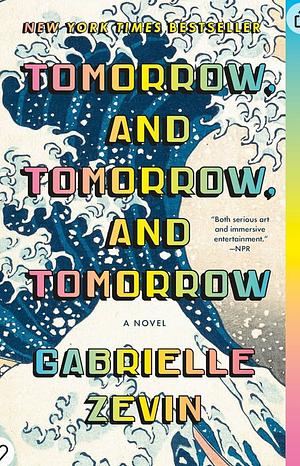 NEW YORK TIMES BESTSELLER
TOMORROW,
AND
TOMORROW,
AND
TOMORROW
"Both serious art
and immersive
entertainment."
—NPR
A NOVEL
GABRIELLE
ZEVIN